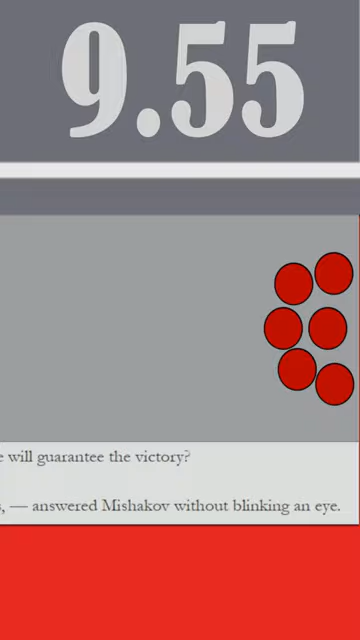 9.55
will guarantee the victory?
— answered Mishakov without blinking an eye.